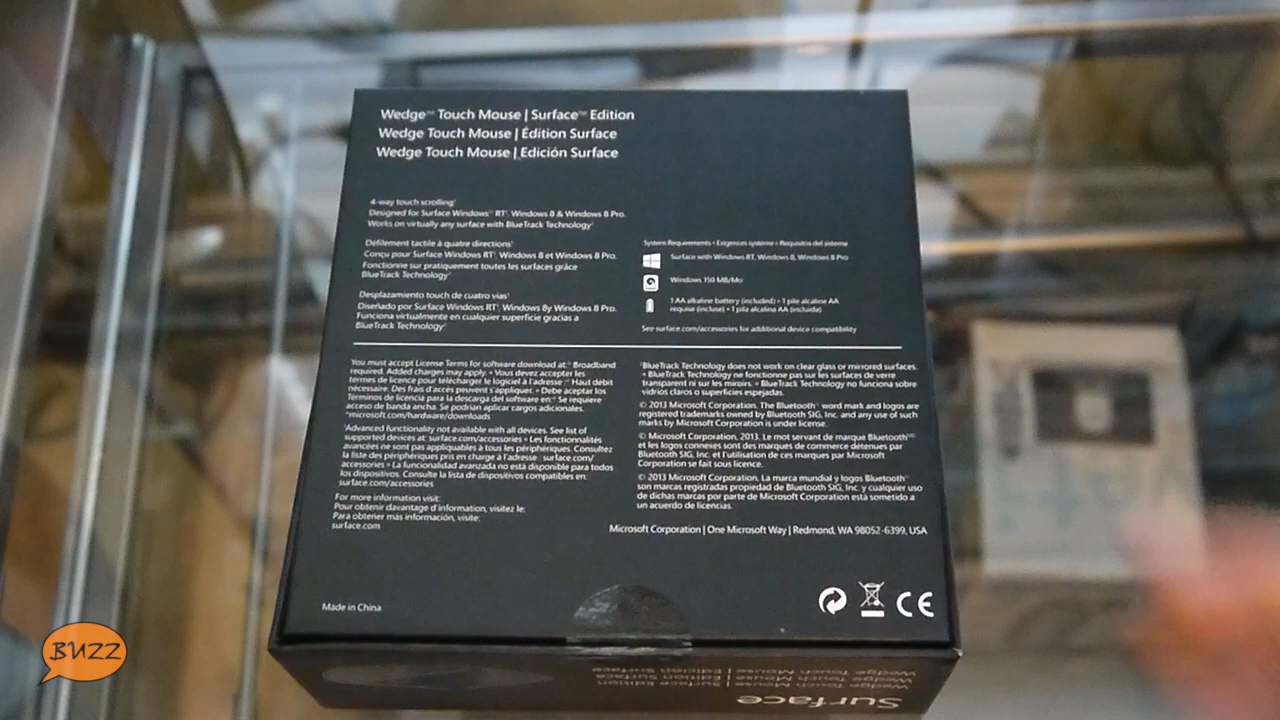 Wedge™ Touch Mouse | Surface™ Edition
Wedge Touch Mouse | Édition Surface
Wedge Touch Mouse | Edición Surface
4-way touch scrolling
Designed for Surface Windows RT, Windows 8 & Windows 8 Pro.
Works on virtually any surface with BlueTrack Technology
Défilement tactile à quatre directions
Conçu pour Surface Windows RT, Windows 8 et Windows 8 Pro.
Fonctionne sur pratiquement toutes les surfaces grâce
BlueTrack Technology
Desplazamiento touch de cuatro vias
Diseñado por Surface Windows RT, Windows 8y Windows 8 Pro.
Funciona virtualmente en cualquier superficie gracias a
BlueTrack Technology
System Requirements • Exigences système • Requisitos del sistema
Surface with Windows RT, Windows 8, Windows 8 Pro
Windows 150 MB/Mo
1 AA alkaline battery (included) • 1 pile alcaline AA
requise (incluse) • 1 pila alcalina AA (incluida)
See surface.com/accessories for additional device compatibility
You must accept License Terms for software download at: Broadband
required. Added charges may apply. • Vous devez accepter les
termes de licence pour télécharger le logiciel à l'adresse : Haut débit
nécessaire. Des frais d'accès peuvent s'appliquer. • Debe aceptar los
Términos de licencia para la descarga del software en: Se requiere
acceso de banda ancha. Se podrían aplicar cargos adicionales.
microsoft.com/hardware/downloads
Advanced functionality not available with all devices. See list of
supported devices at: surface.com/accessories • Les fonctionnalités
avancées ne sont pas appliquables à tous les périphériques. Consultez
la liste des périphériques pris en charge à l'adresse : surface.com/
accessories • La funcionalidad avanzada no está disponible para todos
los dispositivos. Consulte la lista de dispositivos compatibles en:
surface.com/accessories
For more information visit:
Pour obtenir davantage d'information, visitez le:
Para obtener más información, visite:
surface.com
BlueTrack Technology does not work on clear glass or mirrored surfaces.
• BlueTrack Technology ne fonctionne pas sur les surfaces de verre
transparent ni sur les miroirs. • BlueTrack Technology no funciona sobre
vidrios claros o superficies espejadas.
© 2013 Microsoft Corporation. The Bluetooth® word mark and logos are
registered trademarks owned by Bluetooth SIG, Inc. and any use of such
marks by Microsoft Corporation is under license.
© Microsoft Corporation, 2013. Le mot servant de marque Bluetooth
et les logos connexes sont des marques de commerce détenues par
Bluetooth SIG, Inc. et l'utilisation de ces marques par Microsoft
Corporation se fait sous licence.
© 2013 Microsoft Corporation. La marca mundial y logos Bluetooth
son marcas registradas propiedad de Bluetooth SIG, Inc. y cualquier uso
de dichas marcas por parte de Microsoft Corporation está sometido a
un acuerdo de licencias.
Microsoft Corporation | One Microsoft Way | Redmond, WA 98052-6399, USA
Made in China
CE
BUZZ
Surface
Wedge Touch Mouse | Surface Edition
Wedge Touch Mouse | Édition Surface
Wedge Touch Mouse | Edición Surface